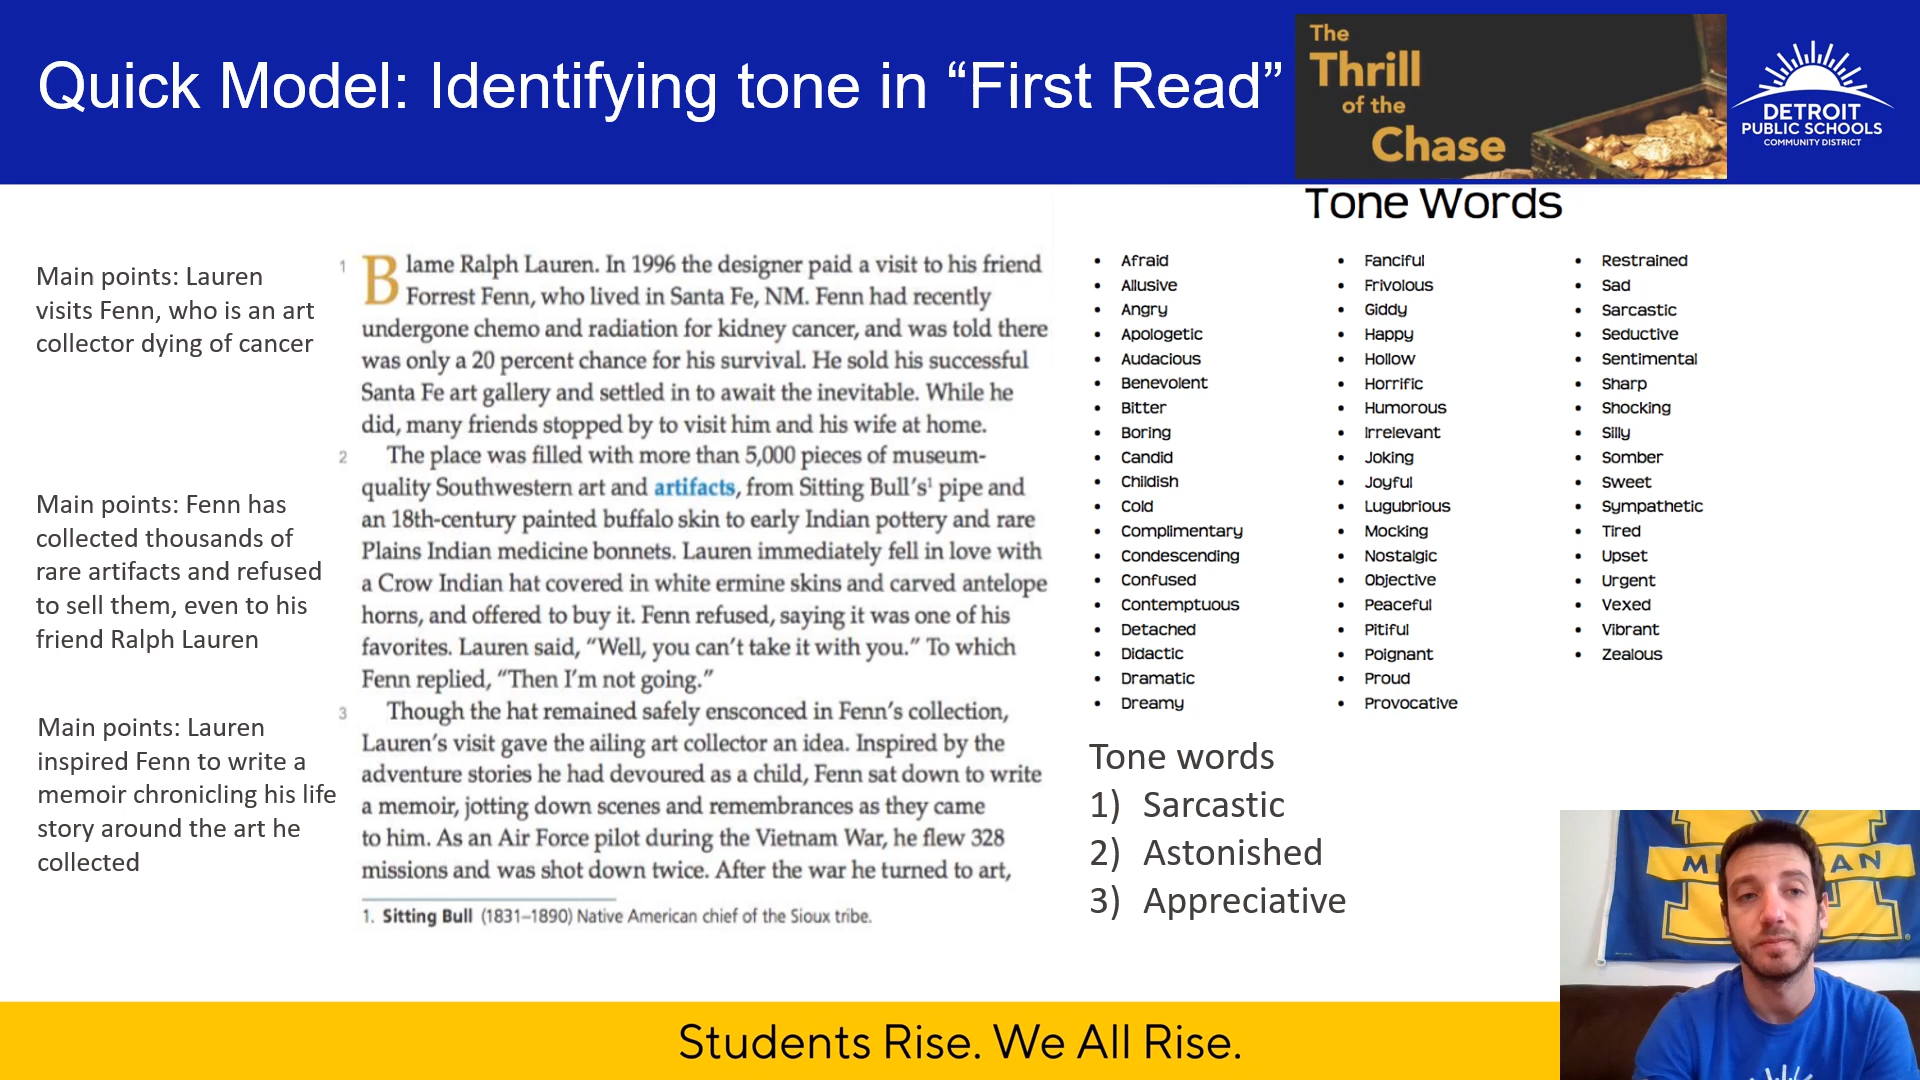 Quick Model: Identifying tone in “First Read”
The
Thrill
of the
Chase
DETROIT
PUBLIC SCHOOLS
COMMUNITY DISTRICT
Main points: Lauren
visits Fenn, who is an art
collector dying of cancer
Main points: Fenn has
collected thousands of
rare artifacts and refused
to sell them, even to his
friend Ralph Lauren
Main points: Lauren
inspired Fenn to write a
memoir chronicling his life
story around the art he
collected
1 Blame Ralph Lauren. In 1996 the designer paid a visit to his friend
Forrest Fenn, who lived in Santa Fe, NM. Fenn had recently
undergone chemo and radiation for kidney cancer, and was told there
was only a 20 percent chance for his survival. He sold his successful
Santa Fe art gallery and settled in to await the inevitable. While he
did, many friends stopped by to visit him and his wife at home.
2 The place was filled with more than 5,000 pieces of museum-
quality Southwestern art and artifacts, from Sitting Bull’s¹ pipe and
an 18th-century painted buffalo skin to early Indian pottery and rare
Plains Indian medicine bonnets. Lauren immediately fell in love with
a Crow Indian hat covered in white ermine skins and carved antelope
horns, and offered to buy it. Fenn refused, saying it was one of his
favorites. Lauren said, “Well, you can’t take it with you.” To which
Fenn replied, “Then I’m not going.”
3 Though the hat remained safely ensconced in Fenn’s collection,
Lauren’s visit gave the ailing art collector an idea. Inspired by the
adventure stories he had devoured as a child, Fenn sat down to write
a memoir, jotting down scenes and remembrances as they came
to him. As an Air Force pilot during the Vietnam War, he flew 328
missions and was shot down twice. After the war he turned to art,
1. Sitting Bull (1831–1890) Native American chief of the Sioux tribe.
Tone Words
• Afraid
• Allusive
• Angry
• Apologetic
• Audacious
• Benevolent
• Bitter
• Boring
• Candid
• Childish
• Cold
• Complimentary
• Condescending
• Confused
• Contemptuous
• Detached
• Didactic
• Dramatic
• Dreamy
• Fanciful
• Frivolous
• Giddy
• Happy
• Hollow
• Horrific
• Humorous
• Irrelevant
• Joking
• Joyful
• Lugubrious
• Mocking
• Nostalgic
• Objective
• Peaceful
• Pitiful
• Poignant
• Proud
• Provocative
• Restrained
• Sad
• Sarcastic
• Seductive
• Sentimental
• Sharp
• Shocking
• Silly
• Somber
• Sweet
• Sympathetic
• Tired
• Upset
• Urgent
• Vexed
• Vibrant
• Zealous
Tone words
1) Sarcastic
2) Astonished
3) Appreciative
Students Rise. We All Rise.